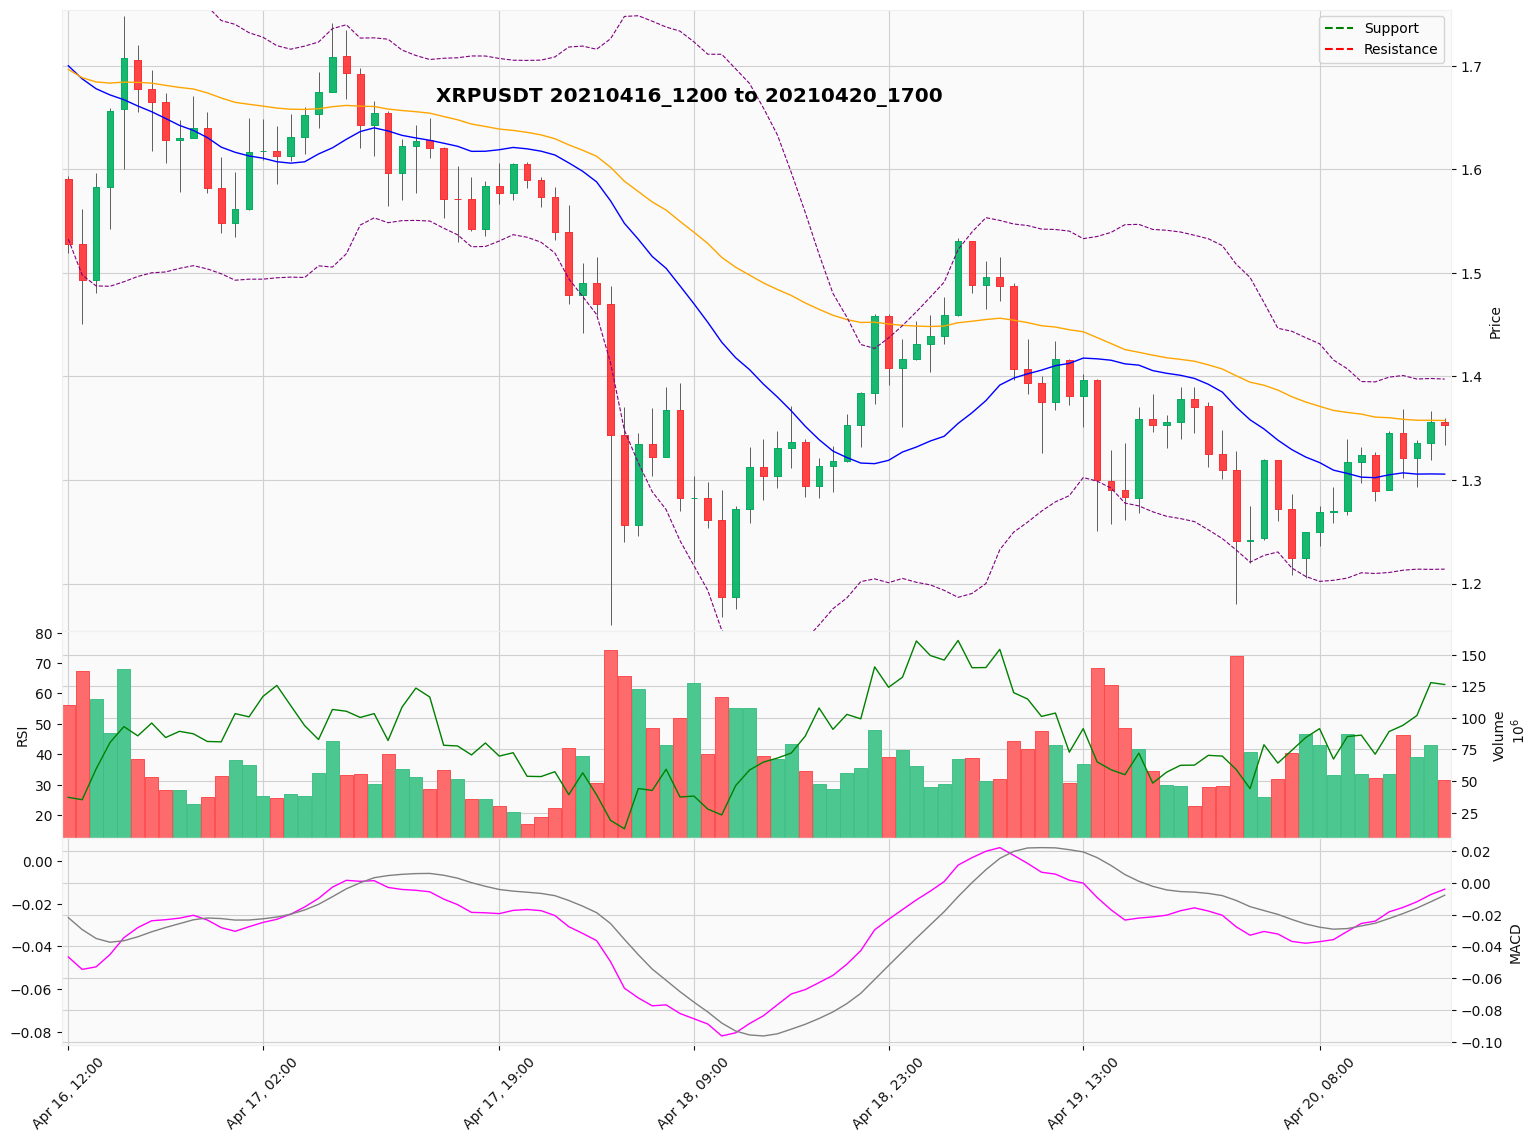 Support
Resistance
XRPUSDT 20210416_1200 to 20210420_1700
1.7
1.6
1.5
1.4
1.3
1.2
Price
80
70
60
50
40
30
20
RSI
150
125
100
75
50
25
Volume
10^6
0.00
−0.02
−0.04
−0.06
−0.08
0.02
0.00
−0.02
−0.04
−0.06
−0.08
−0.10
MACD
Apr 16, 12:00
Apr 17, 02:00
Apr 17, 19:00
Apr 18, 09:00
Apr 18, 23:00
Apr 19, 13:00
Apr 20, 08:00